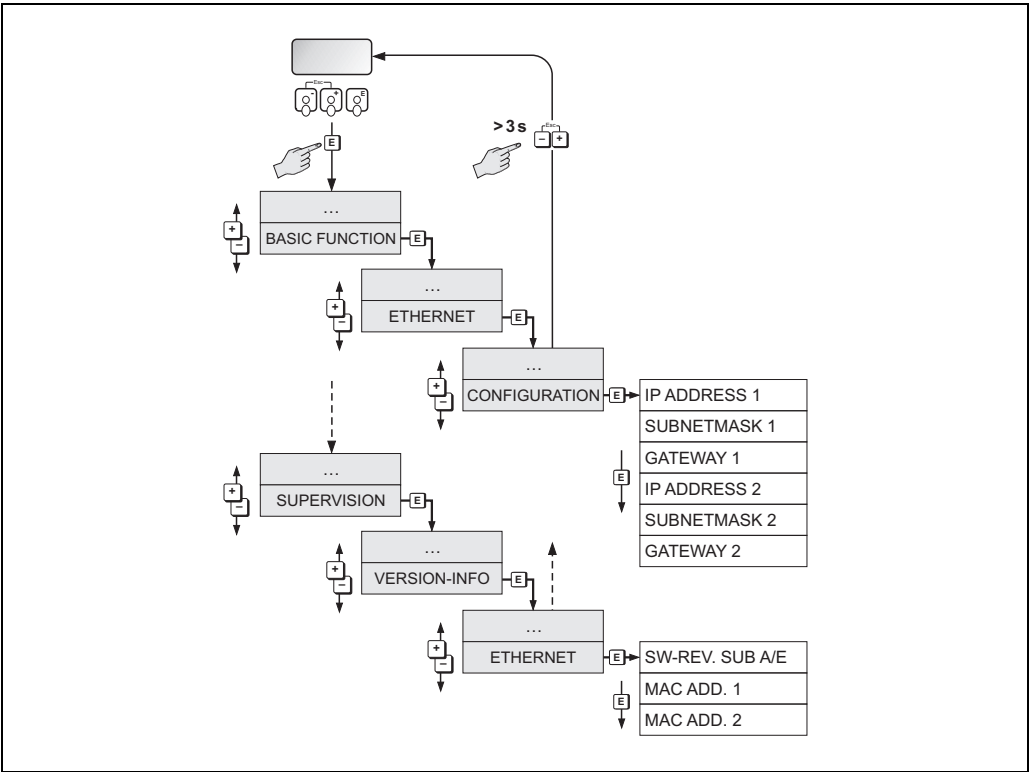 Esc
- + E
E
>3s
Esc
- +
…
BASIC FUNCTION
E
+
-
…
ETHERNET
E
+
-
…
CONFIGURATION
E
+
-
IP ADDRESS 1
SUBNETMASK 1
GATEWAY 1
IP ADDRESS 2
SUBNETMASK 2
GATEWAY 2
E
…
SUPERVISION
E
+
-
…
VERSION-INFO
E
+
-
…
ETHERNET
E
+
-
SW-REV. SUB A/E
MAC ADD. 1
MAC ADD. 2
E